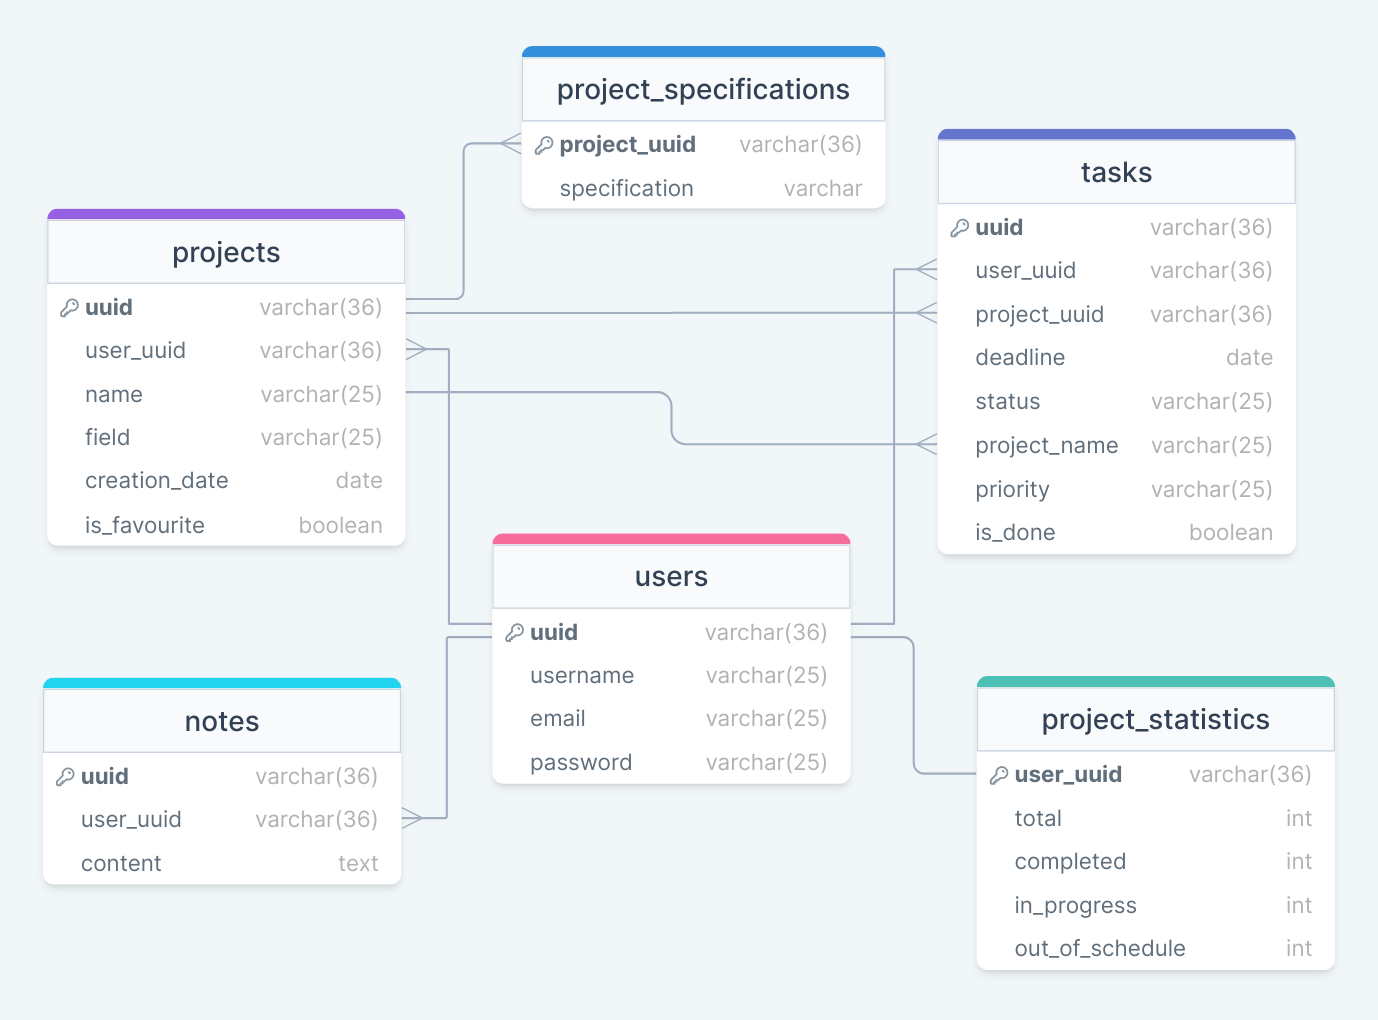 project_specifications
project_uuid varchar(36)
specification varchar
tasks
uuid varchar(36)
user_uuid varchar(36)
project_uuid varchar(36)
deadline date
status varchar(25)
project_name varchar(25)
priority varchar(25)
is_done boolean
projects
uuid varchar(36)
user_uuid varchar(36)
name varchar(25)
field varchar(25)
creation_date date
is_favourite boolean
users
uuid varchar(36)
username varchar(25)
email varchar(25)
password varchar(25)
notes
uuid varchar(36)
user_uuid varchar(36)
content text
project_statistics
user_uuid varchar(36)
total int
completed int
in_progress int
out_of_schedule int